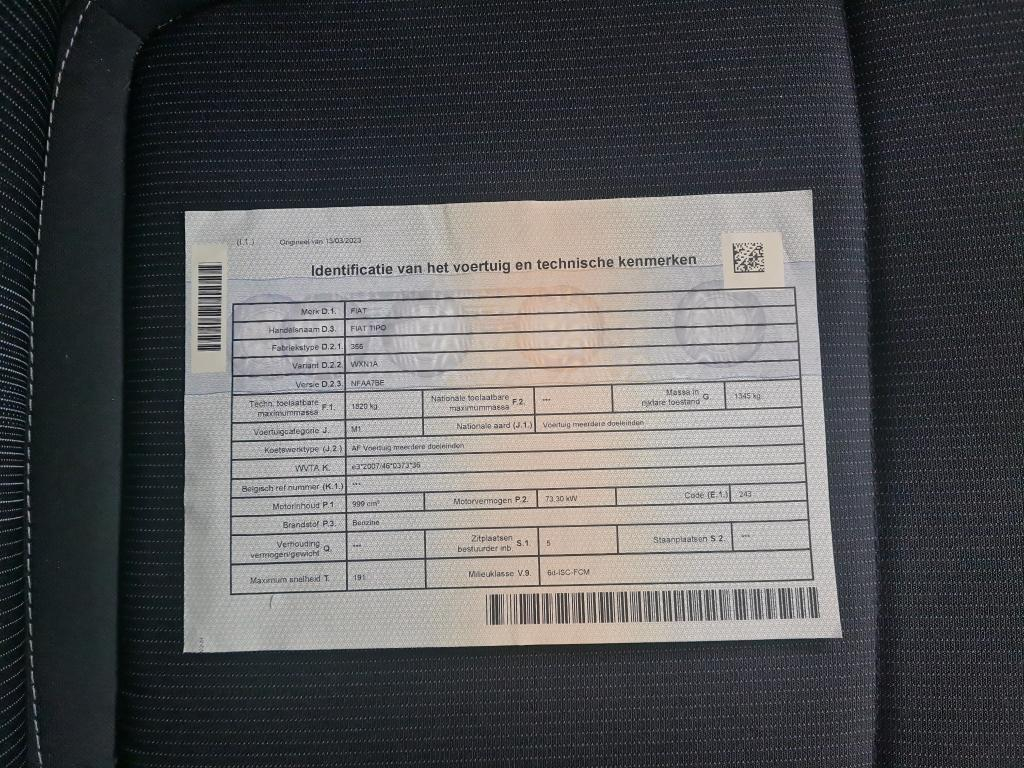 (I.1.) Origineel van 13/03/2023
Identificatie van het voertuig en technische kenmerken
Merk D.1. FIAT
Handelsnaam D.3. FIAT TIPO
Fabriekstype D.2.1. 356
Variant D.2.2. WXN1A
Versie D.2.3. NFAA7BE
Techn. toelaatbare maximummassa F.1. 1820 kg Nationale toelaatbare maximummassa F.2. *** Massa in rijklare toestand G. 1345 kg
Voertuigcategorie J. M1 Nationale aard (J.1.) Voertuig meerdere doeleinden
Koetswerktype (J.2.) AF Voertuig meerdere doeleinden
WVTA K. e3*2007/46*0373*36
Belgisch ref nummer (K.1.) ***
Motorinhoud P.1. 999 cm³ Motorvermogen P.2. 73.30 kW Code (E.1.) 243
Brandstof P.3. Benzine
Verhouding vermogen/gewicht Q. *** Zitplaatsen bestuurder inb. S.1. 5 Staanplaatsen S.2. ***
Maximum snelheid T. 191 Milieuklasse V.9. 6d-ISC-FCM